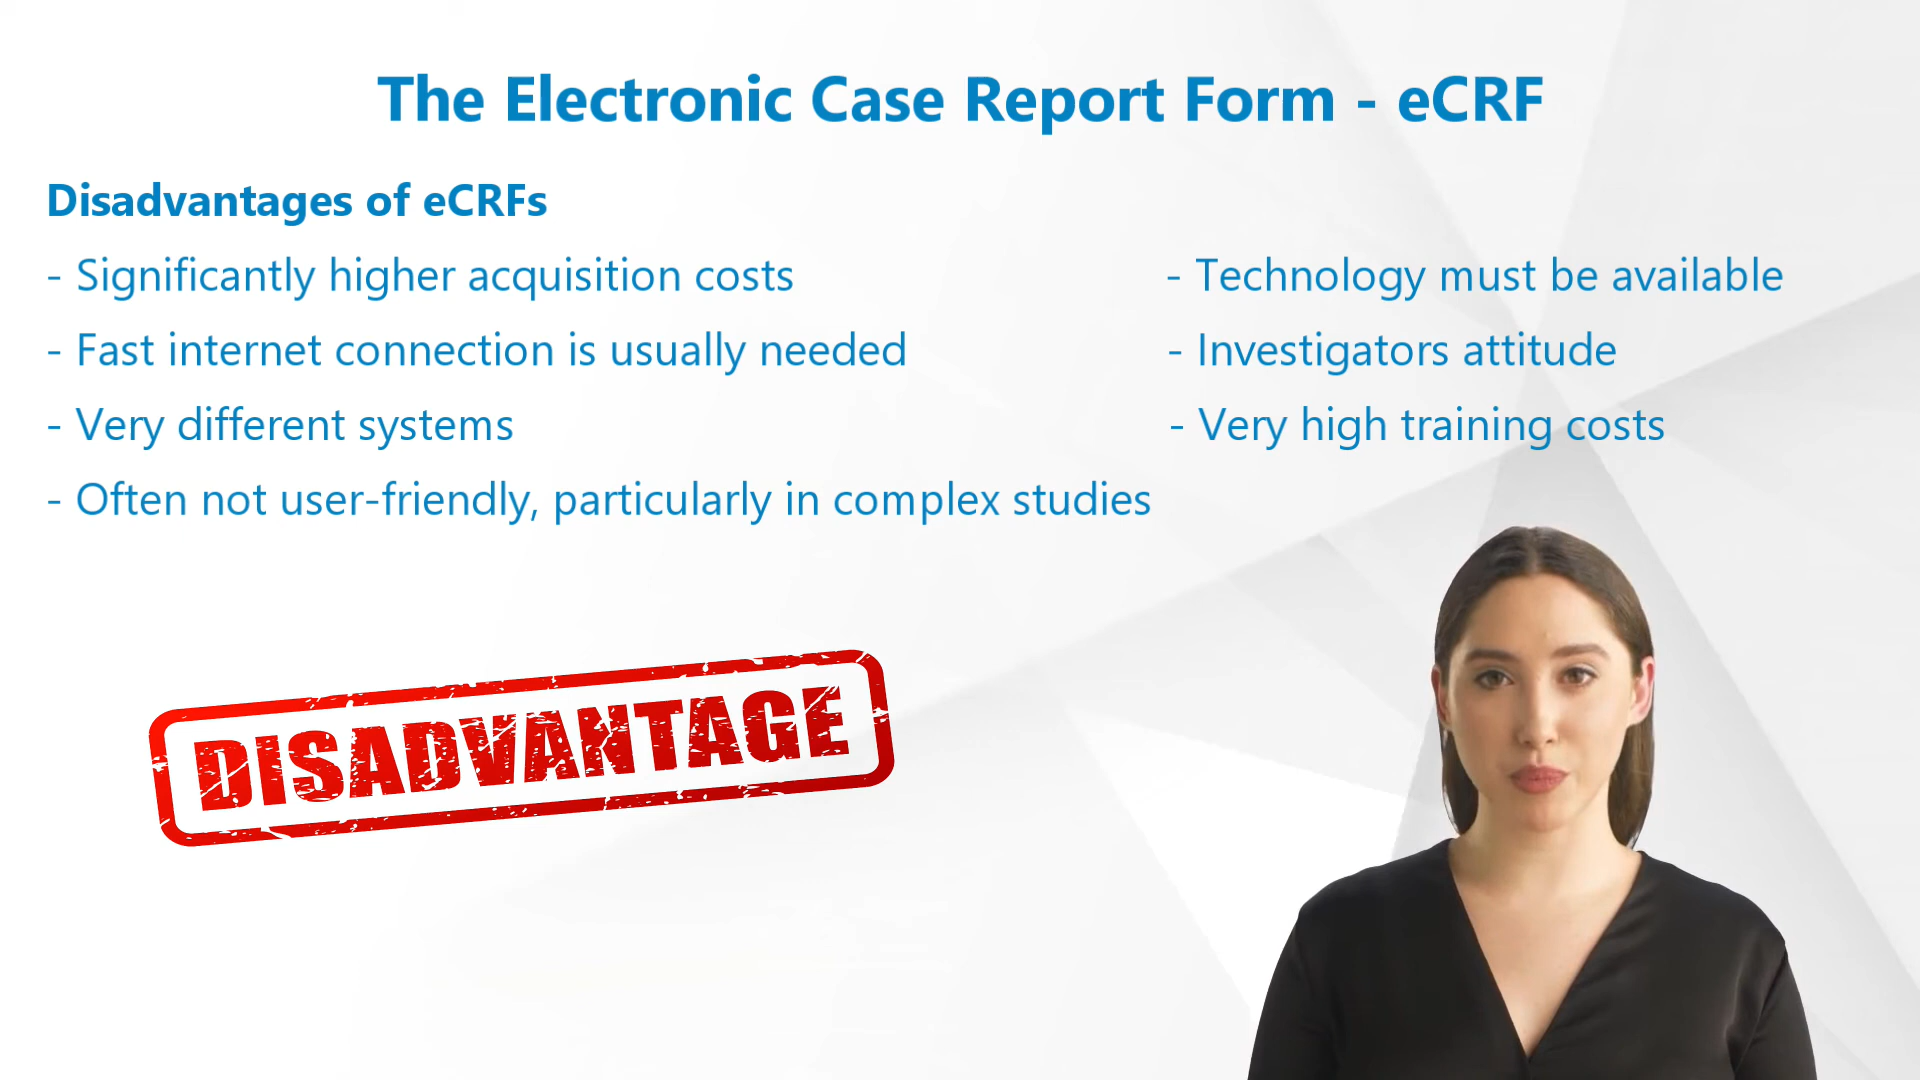 The Electronic Case Report Form - eCRF
Disadvantages of eCRFs
- Significantly higher acquisition costs
- Fast internet connection is usually needed
- Very different systems
- Often not user-friendly, particularly in complex studies
- Technology must be available
- Investigators attitude
- Very high training costs
DISADVANTAGE